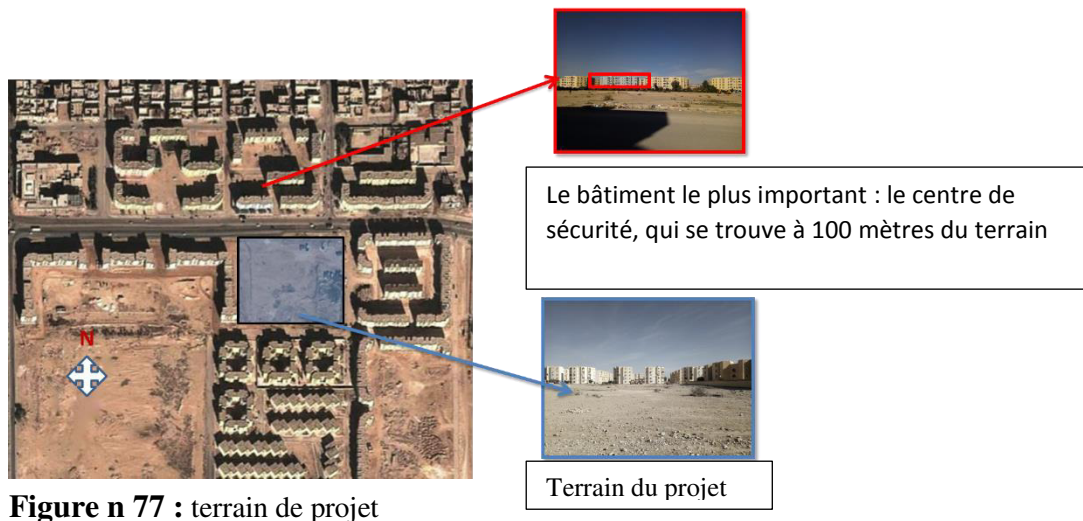 Le bâtiment le plus important : le centre de
sécurité, qui se trouve à 100 mètres du terrain
N
Terrain du projet
Figure n 77 : terrain de projet